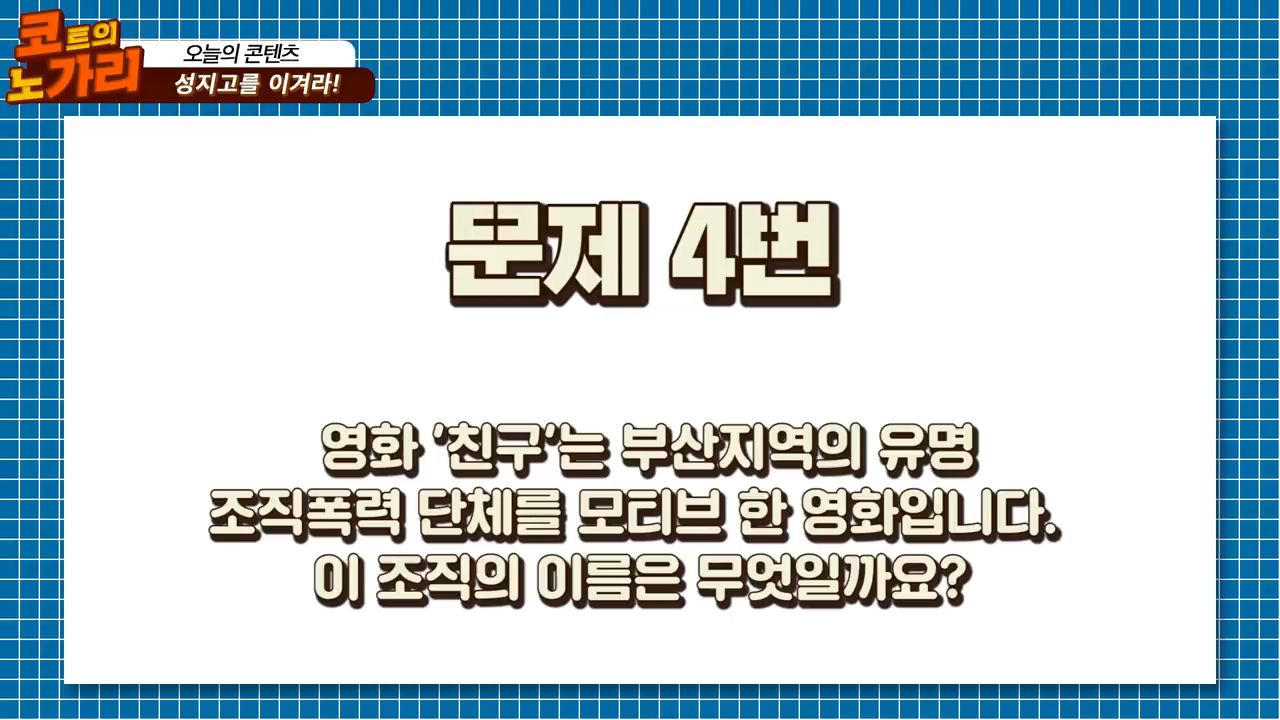 코트의
노가리
오늘의 콘텐츠
성지고를 이겨라!
문제 4번
영화 '친구'는 부산지역의 유명
조직폭력 단체를 모티브 한 영화입니다.
이 조직의 이름은 무엇일까요?